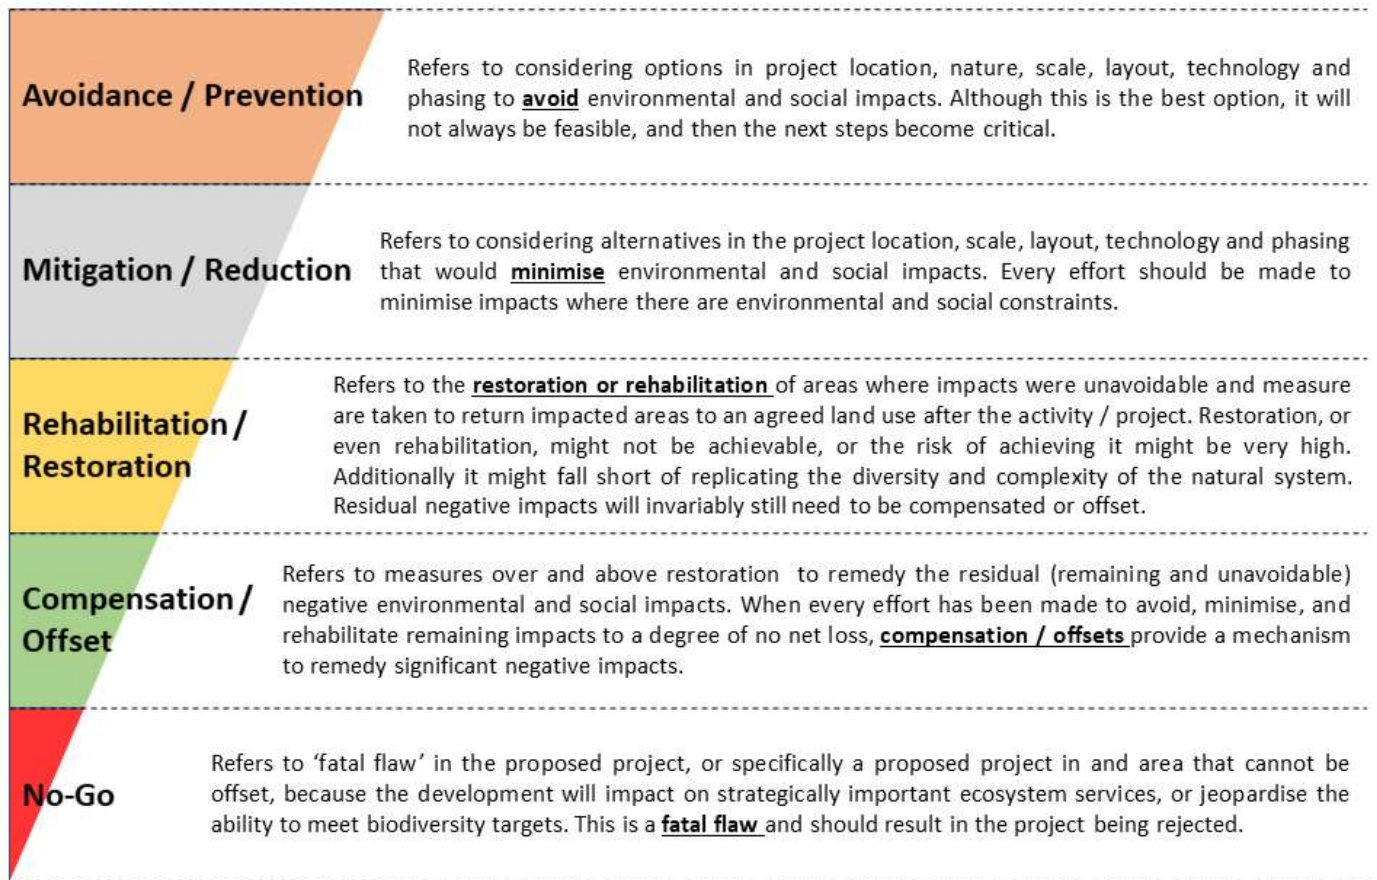 Avoidance / Prevention
Refers to considering options in project location, nature, scale, layout, technology and
phasing to avoid environmental and social impacts. Although this is the best option, it will
not always be feasible, and then the next steps become critical.
Mitigation / Reduction
Refers to considering alternatives in the project location, scale, layout, technology and phasing
that would minimise environmental and social impacts. Every effort should be made to
minimise impacts where there are environmental and social constraints.
Rehabilitation /
Restoration
Refers to the restoration or rehabilitation of areas where impacts were unavoidable and measure
are taken to return impacted areas to an agreed land use after the activity / project. Restoration, or
even rehabilitation, might not be achievable, or the risk of achieving it might be very high.
Additionally it might fall short of replicating the diversity and complexity of the natural system.
Residual negative impacts will invariably still need to be compensated or offset.
Compensation /
Offset
Refers to measures over and above restoration to remedy the residual (remaining and unavoidable)
negative environmental and social impacts. When every effort has been made to avoid, minimise, and
rehabilitate remaining impacts to a degree of no net loss, compensation / offsets provide a mechanism
to remedy significant negative impacts.
No-Go
Refers to ‘fatal flaw’ in the proposed project, or specifically a proposed project in and area that cannot be
offset, because the development will impact on strategically important ecosystem services, or jeopardise the
ability to meet biodiversity targets. This is a fatal flaw and should result in the project being rejected.